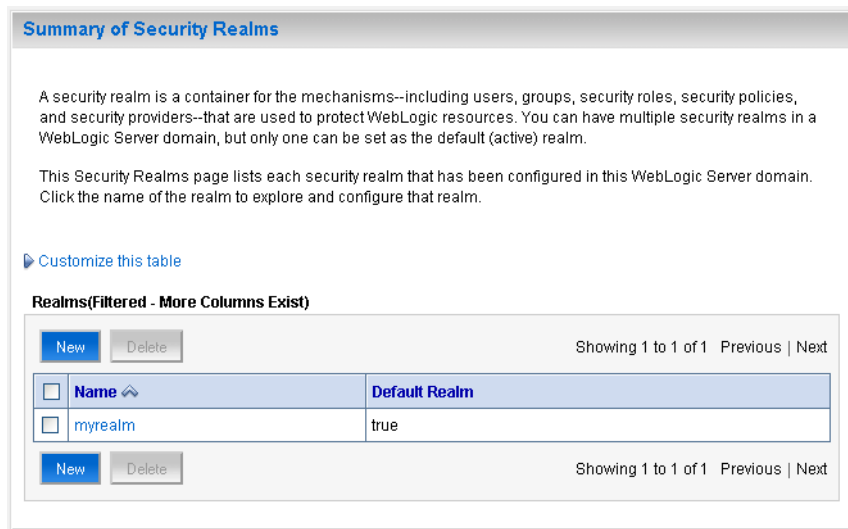 Summary of Security Realms
A security realm is a container for the mechanisms--including users, groups, security roles, security policies,
and security providers--that are used to protect WebLogic resources. You can have multiple security realms in a
WebLogic Server domain, but only one can be set as the default (active) realm.
This Security Realms page lists each security realm that has been configured in this WebLogic Server domain.
Click the name of the realm to explore and configure that realm.
Customize this table
Realms(Filtered - More Columns Exist)
New Delete Showing 1 to 1 of 1 Previous | Next
Name Default Realm
myrealm true
New Delete Showing 1 to 1 of 1 Previous | Next